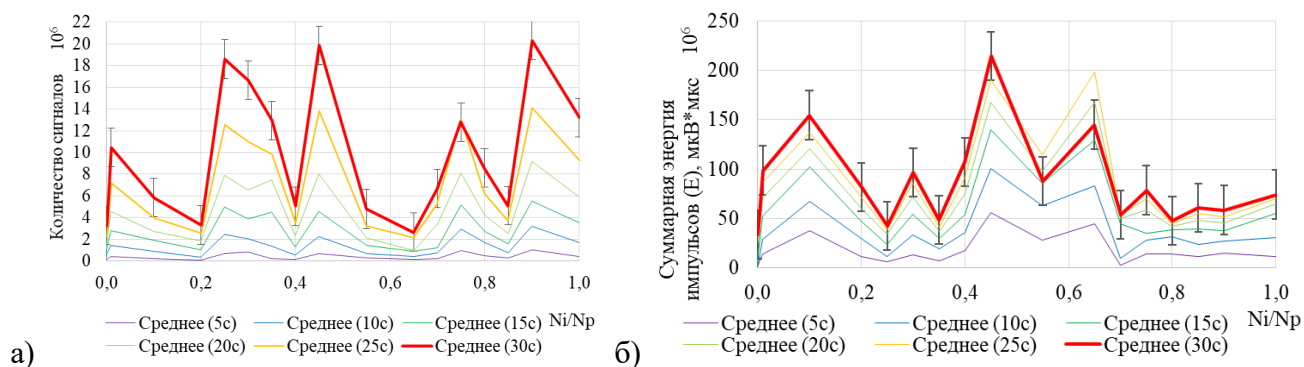 Количество сигналов 10⁶
22
20
18
16
14
12
10
8
6
4
2
0
0,0 0,2 0,4 0,6 0,8 1,0
Ni/Np
Среднее (5с) Среднее (10с) Среднее (15с)
Среднее (20с) Среднее (25с) Среднее (30с)
а)
Суммарная энергия
импульсов (Е), мкВ*мкс 10⁶
250
200
150
100
50
0
0,0 0,2 0,4 0,6 0,8 1,0
Ni/Np
Среднее (5с) Среднее (10с) Среднее (15с)
Среднее (20с) Среднее (25с) Среднее (30с)
б)